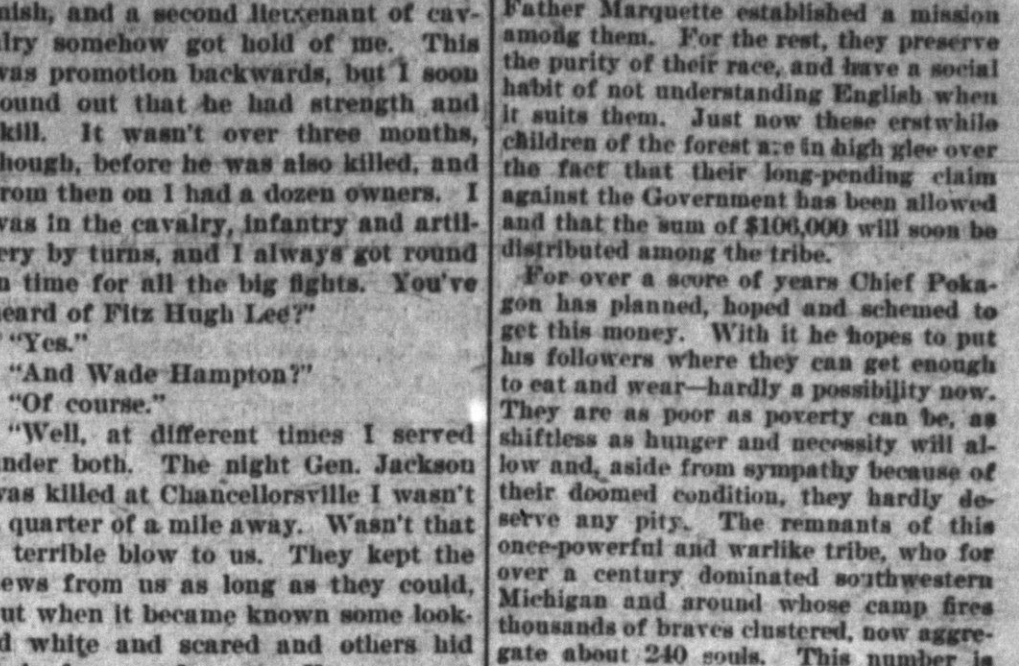 nish, and a second lieutenant of cav-
alry somehow got hold of me. This
was promotion backwards, but I soon
ound out that he had strength and
kill. It wasn't over three months,
hough, before he was also killed, and
rom then on I had a dozen owners. I
was in the cavalry, infantry and artil-
ery by turns, and I always got round
n time for all the big fights. You've
eard of Fitz Hugh Lee?"
"Yes."
"And Wade Hampton?"
"Of course."
"Well, at different times I served
nder both. The night Gen. Jackson
was killed at Chancellorsville I wasn't
quarter of a mile away. Wasn't that
terrible blow to us. They kept the
ews from us as long as they could,
ut when it became known some look-
d white and scared and others hid
Father Marquette established a mission
among them. For the rest, they preserve
the purity of their race, and have a social
habit of not understanding English when
it suits them. Just now these erstwhile
children of the forest are in high glee over
the fact that their long-pending claim
against the Government has been allowed
and that the sum of $106,000 will soon be
distributed among the tribe.
For over a score of years Chief Poka-
gon has planned, hoped and schemed to
get this money. With it he hopes to put
his followers where they can get enough
to eat and wear—hardly a possibility now.
They are as poor as poverty can be, as
shiftless as hunger and necessity will al-
low and, aside from sympathy because of
their doomed condition, they hardly de-
serve any pity. The remnants of this
once-powerful and warlike tribe, who for
over a century dominated southwestern
Michigan and around whose camp fires
thousands of braves clustered, now aggre-
gate about 240 souls. This number is